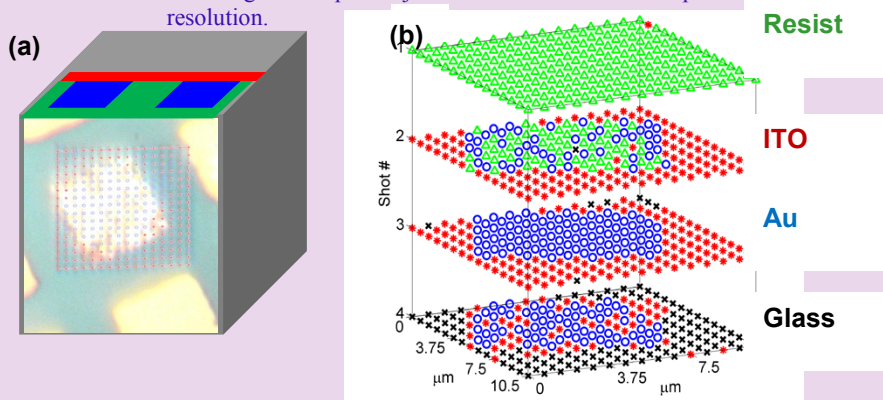 resolution.
(a)
(b)
Resist
ITO
Au
Glass
Shot #
1
2
3
4
0
3.75
7.5
10.5
μm
0
3.75
7.5
μm